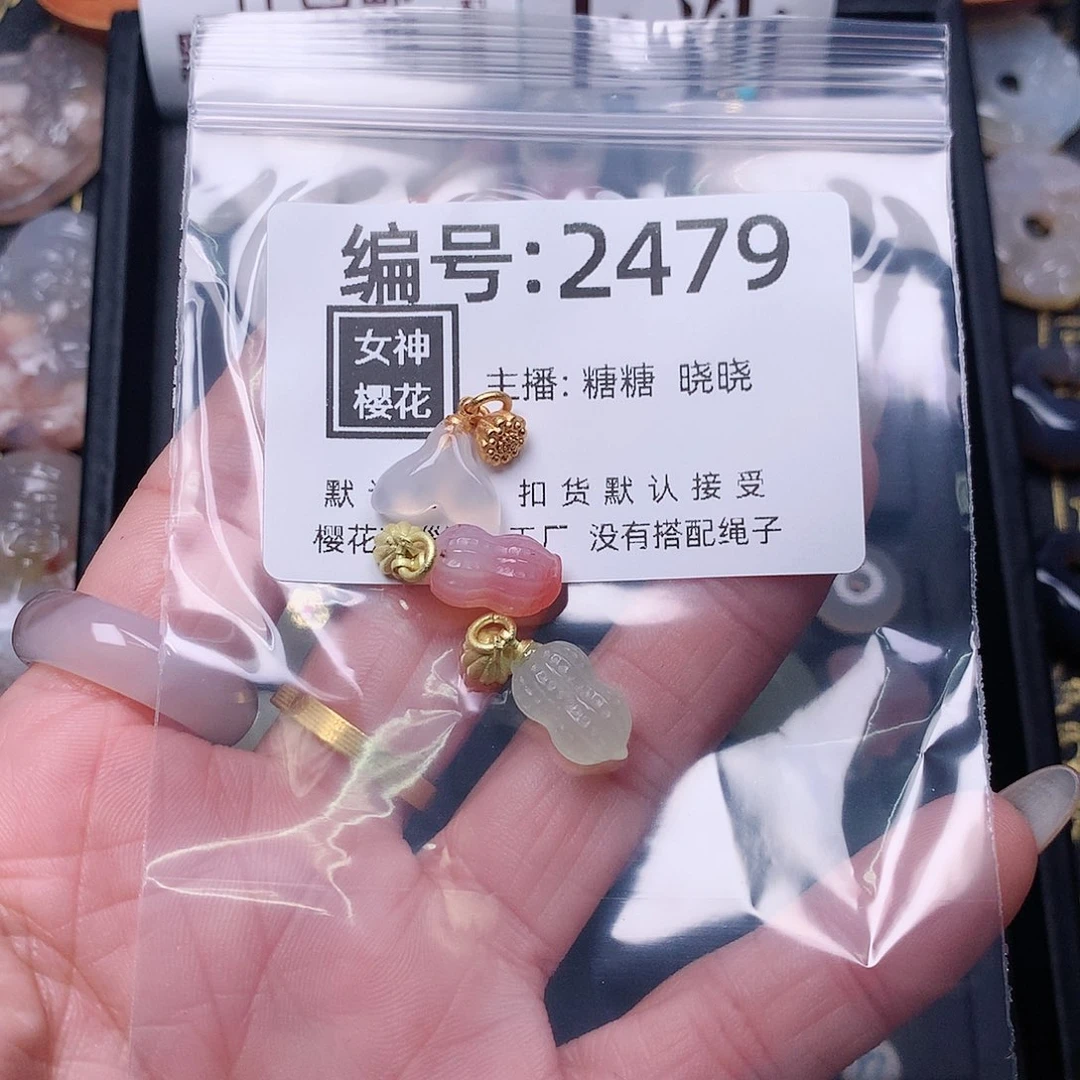 编号:2479
女神
樱花
主播: 糖糖 晓晓
默 扣货默认接受
樱花 工厂 没有搭配绳子